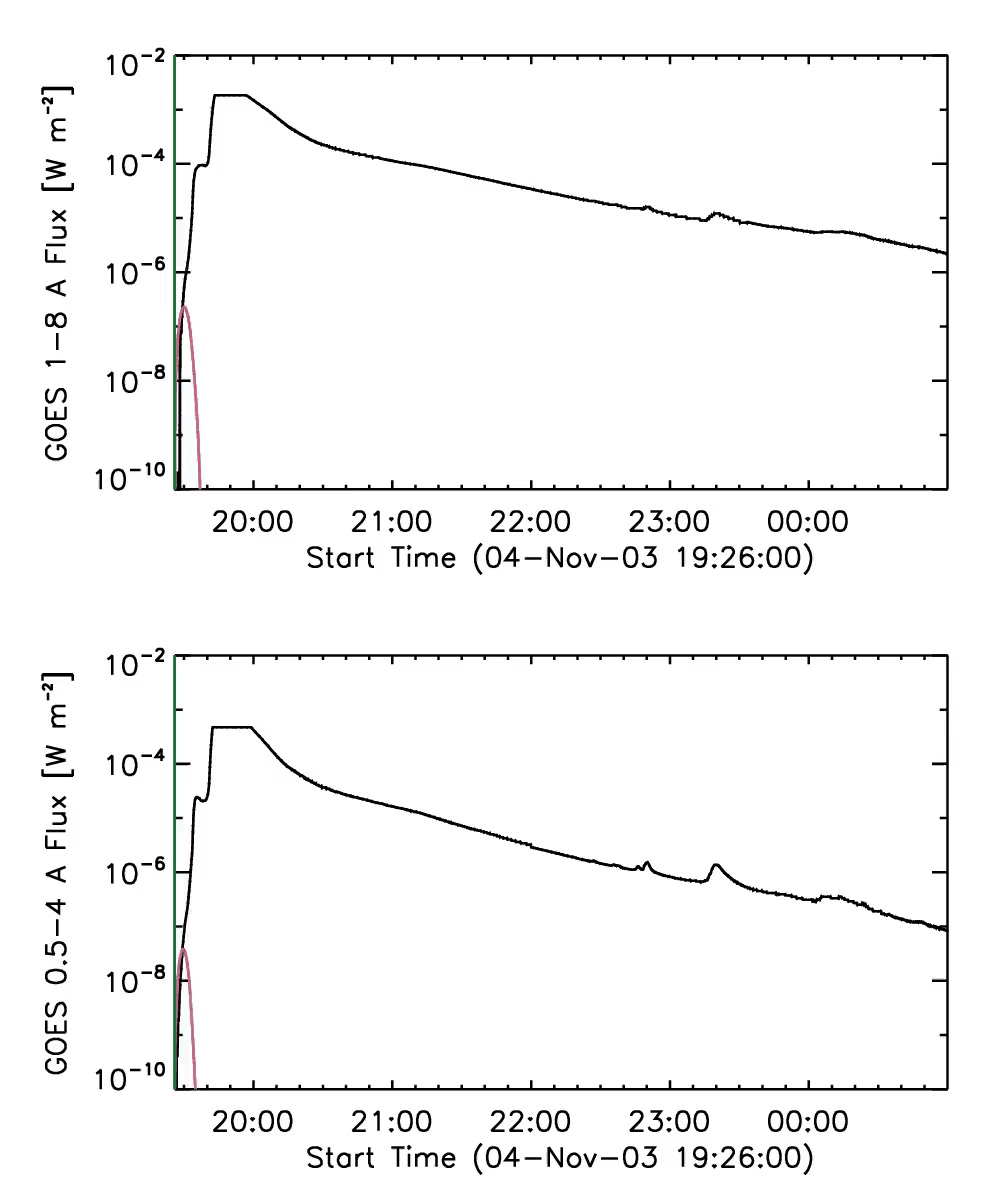 GOES 1−8 A Flux [W m⁻²]
10⁻²
10⁻⁴
10⁻⁶
10⁻⁸
10⁻¹⁰
20:00 21:00 22:00 23:00 00:00
Start Time (04−Nov−03 19:26:00)
GOES 0.5−4 A Flux [W m⁻²]
10⁻²
10⁻⁴
10⁻⁶
10⁻⁸
10⁻¹⁰
20:00 21:00 22:00 23:00 00:00
Start Time (04−Nov−03 19:26:00)